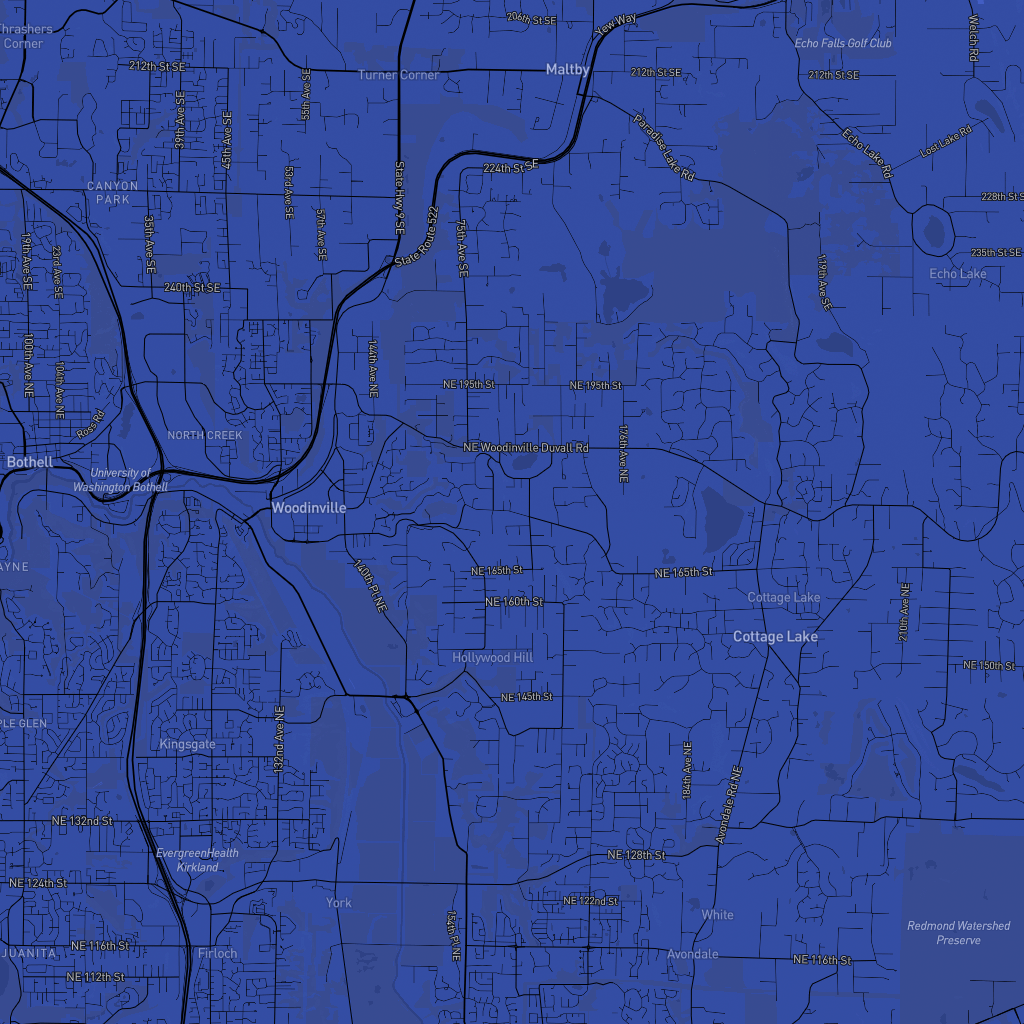 206th St SE
Yew Way
Welch Rd
Thrashers
Corner
Echo Falls Golf Club
212th St SE
Turner Corner
Maltby
212th St SE
212th St SE
55th Ave SE
39th Ave SE
45th Ave SE
Paradise Lake Rd
Echo Lake Rd
Lost Lake Rd
224th St SE
CANYON
PARK
53rd Ave SE
State Hwy 9 SE
228th St S
35th Ave SE
57th Ave SE
State Route 522
75th Ave SE
19th Ave SE
23rd Ave SE
235th St SE
Echo Lake
179th Ave SE
240th St SE
100th Ave NE
104th Ave NE
144th Ave NE
NE 195th St
NE 195th St
Ross Rd
NORTH CREEK
NE Woodinville Duvall Rd
176th Ave NE
Bothell
University of
Washington Bothell
Woodinville
AYNE
140th Pl NE
NE 165th St
NE 165th St
NE 160th St
Cottage Lake
210th Ave NE
Cottage Lake
Hollywood Hill
NE 150th St
NE 145th St
PLE GLEN
Kingsgate
132nd Ave NE
184th Ave NE
Avondale Rd NE
NE 132nd St
EvergreenHealth
Kirkland
NE 128th St
NE 124th St
York
NE 122nd St
White
154th Pl NE
Redmond Watershed
Preserve
JUANITA
NE 116th St
Firloch
Avondale
NE 116th St
NE 112th St